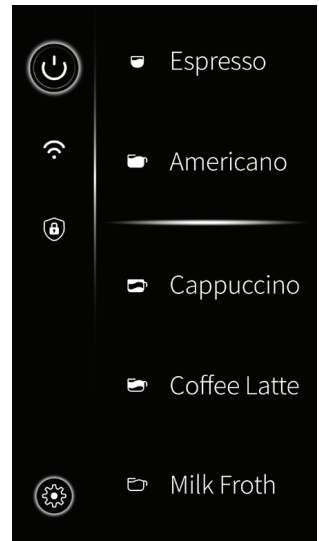 Espresso
Americano
Cappuccino
Coffee Latte
Milk Froth